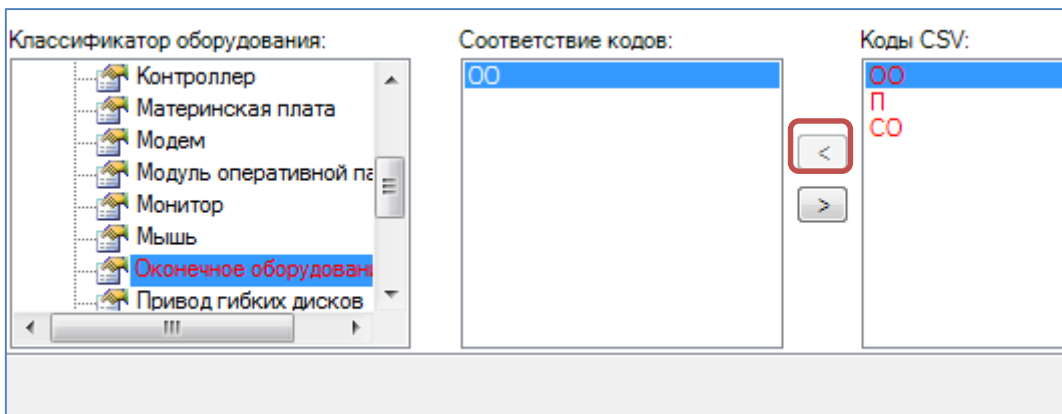 Классификатор оборудования:
Контроллер
Материнская плата
Модем
Модуль оперативной па
Монитор
Мышь
Оконечное оборудовани
Привод гибких дисков
Соответствие кодов:
ОО
<
>
Коды CSV:
ОО
П
СО